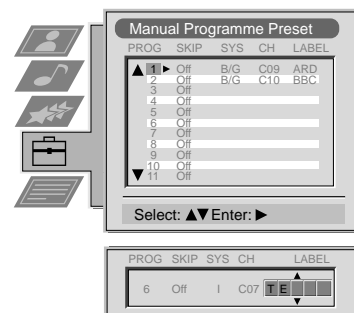 Manual Programme Preset
PROG SKIP SYS CH LABEL
1 Off B/G C09 ARD
2 Off B/G C10 BBC
3 Off
4 Off
5 Off
6 Off
7 Off
8 Off
9 Off
10 Off
11 Off
Select: ▲▼ Enter: ▶
PROG SKIP SYS CH LABEL
6 Off I C07 T E